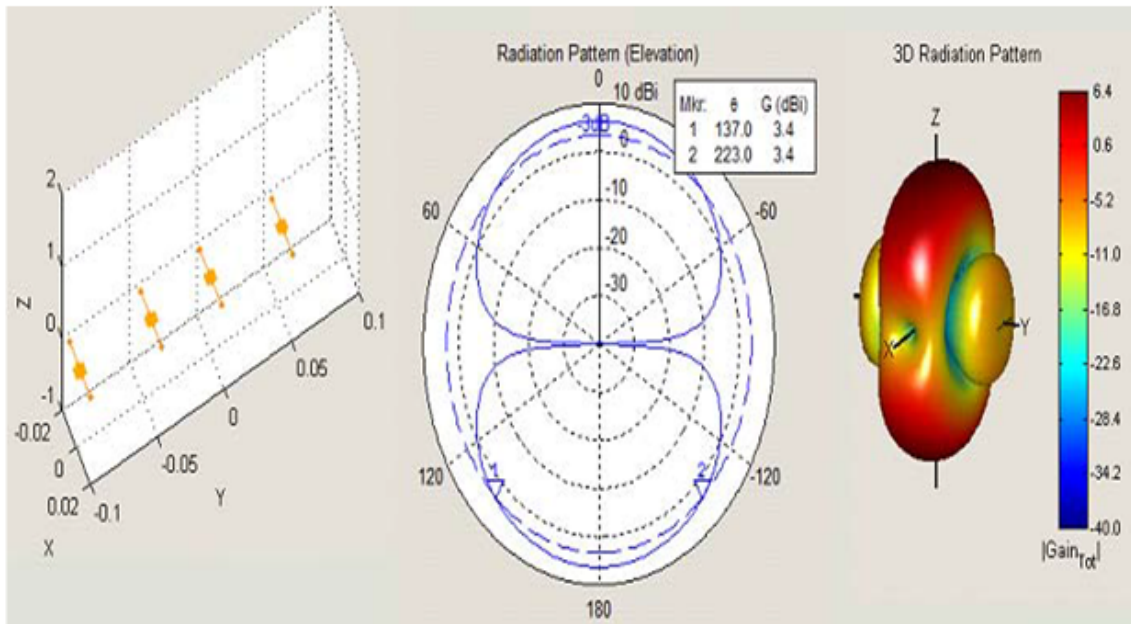 2
1
0
-1
Z
-0.02
0
0.02
X
-0.1
-0.05
0
0.05
0.1
Y
Radiation Pattern (Elevation)
0
10 dBi
-3dB
0
-10
-20
-30
60
-60
120
-120
180
Mkr: θ G (dBi)
1 137.0 3.4
2 223.0 3.4
1
2
3D Radiation Pattern
Z
X
Y
6.4
0.6
-5.2
-11.0
-16.8
-22.6
-28.4
-34.2
-40.0
|Gain_Tot|